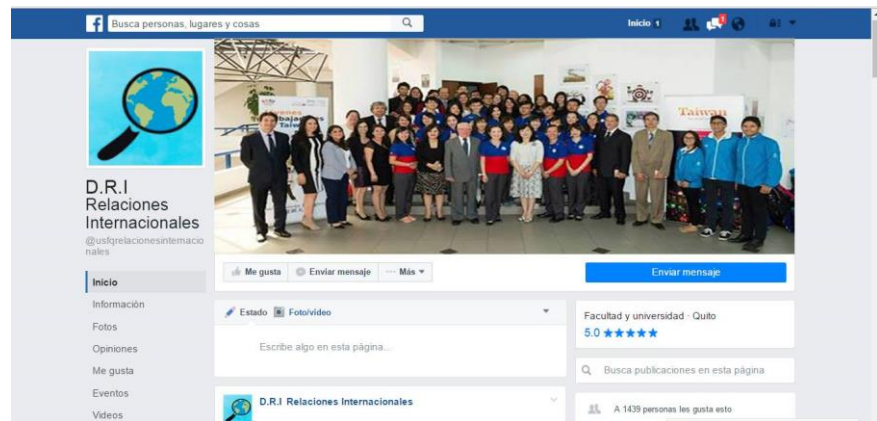 Busca personas, lugares y cosas
Inicio 1
1
Taiwan
Taiwan
D.R.I
Relaciones
Internacionales
@usfqrelacionesinternacio
nales
Me gusta
Enviar mensaje
Más
Enviar mensaje
Inicio
Información
Fotos
Opiniones
Me gusta
Eventos
Videos
Estado
Foto/video
Escribe algo en esta página...
D.R.I Relaciones Internacionales
Facultad y universidad · Quito
5.0 ★★★★★
Busca publicaciones en esta página
A 1439 personas les gusta esto